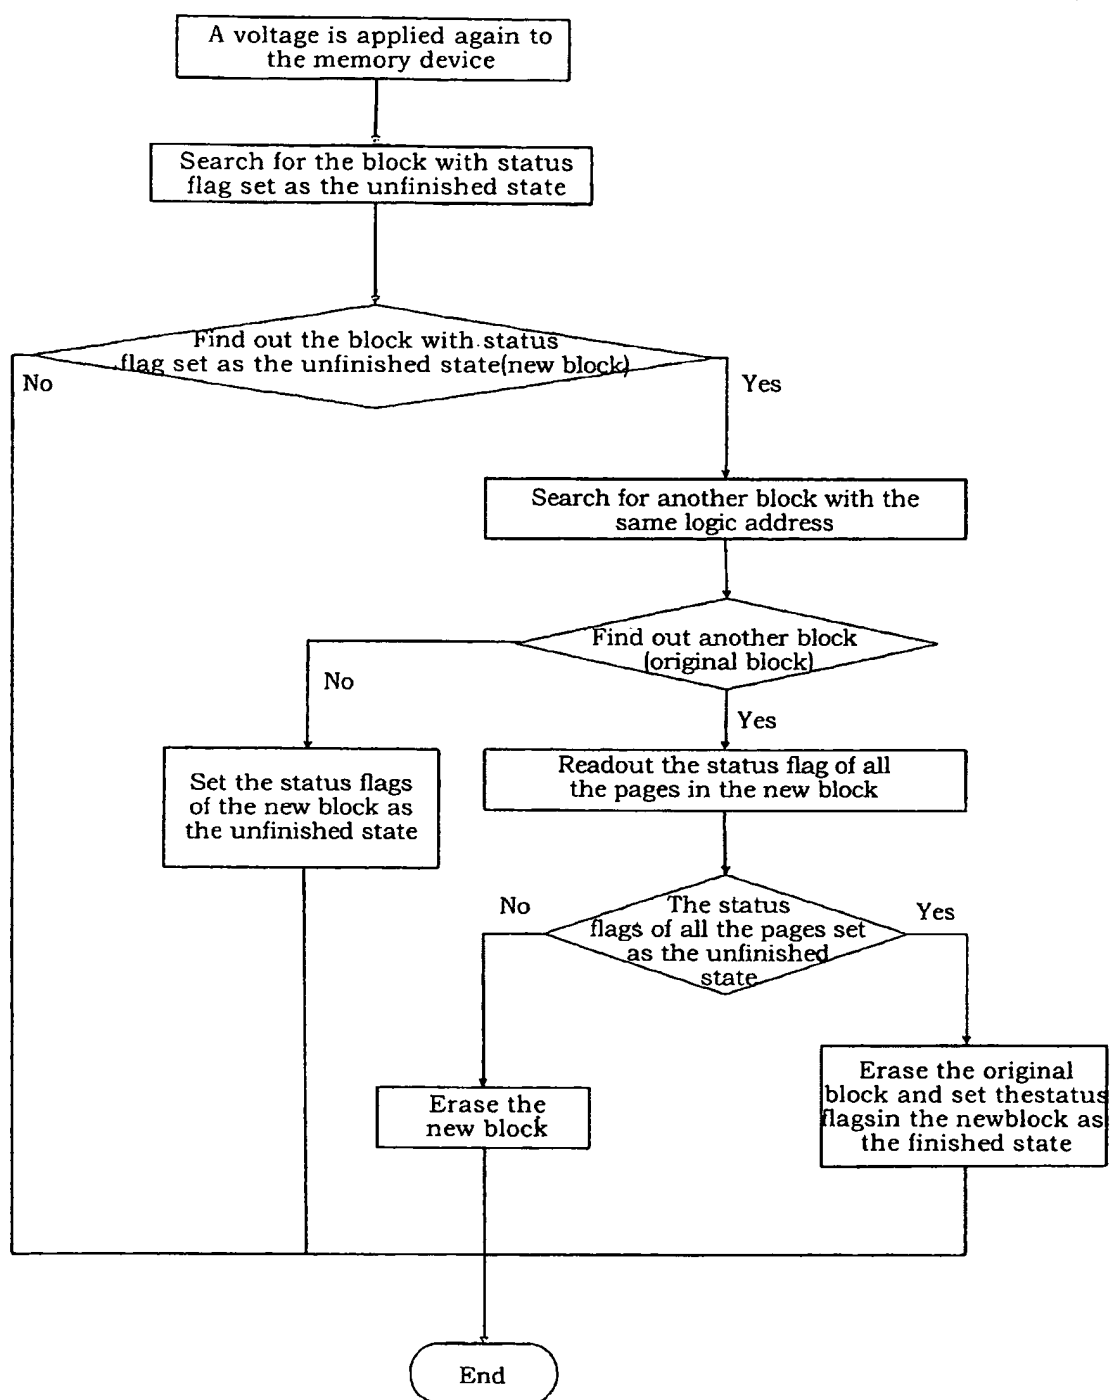 A voltage is applied again to
the memory device
Search for the block with status
flag set as the unfinished state
Find out the block with status
flag set as the unfinished state(new block)
No
Yes
Search for another block with the
same logic address
Find out another block
(original block)
No
Yes
Set the status flags
of the new block as
the unfinished state
Readout the status flag of all
the pages in the new block
No
The status
flags of all the pages set
as the unfinished
state
Yes
Erase the
new block
Erase the original
block and set thestatus
flagsin the newblock as
the finished state
End